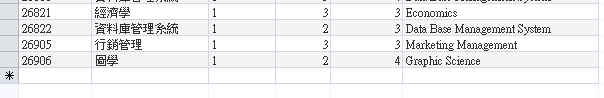 26821 經濟學 1 3 3 Economics
26822 資料庫管理系統 1 2 3 Data Base Management System
26905 行銷管理 1 3 3 Marketing Management
26906 圖學 1 2 4 Graphic Science